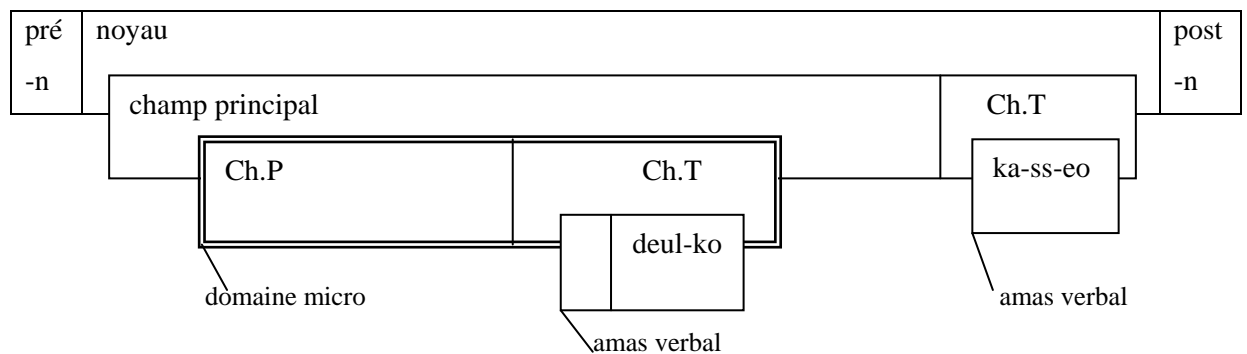 pré noyau post
-n -n
champ principal Ch.T
Ch.P Ch.T ka-ss-eo
deul-ko
domaine micro amas verbal
amas verbal